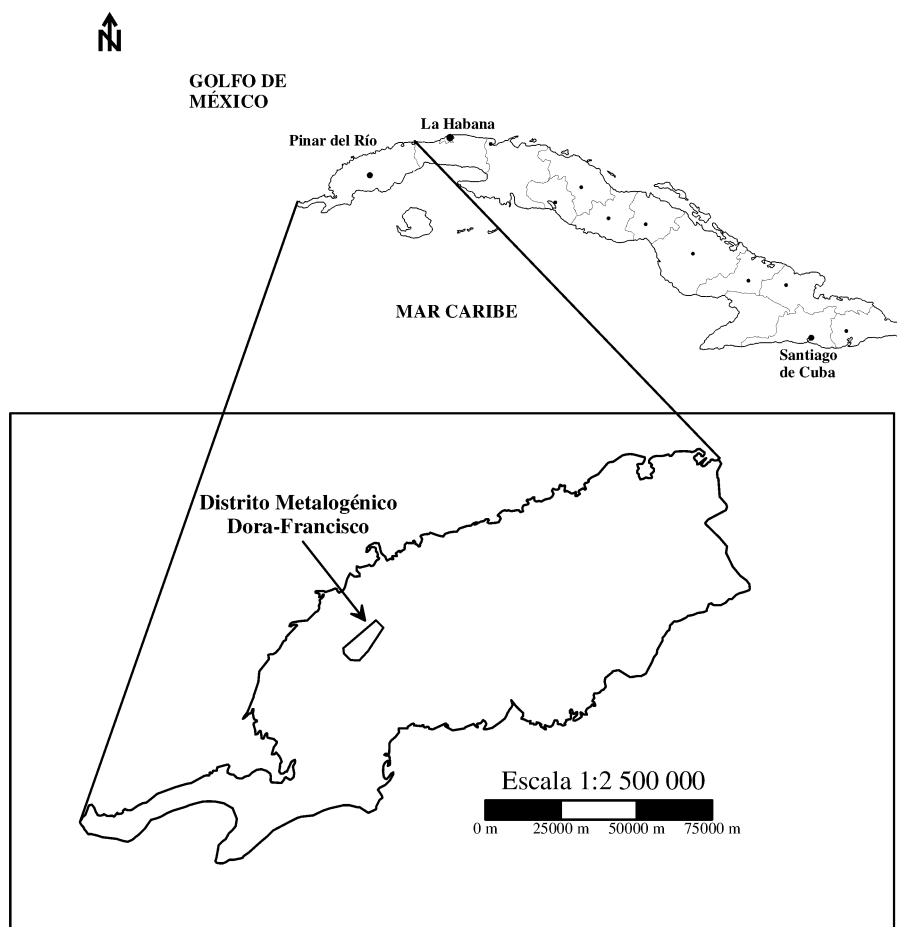 N
GOLFO DE
MÉXICO
La Habana
Pinar del Río
MAR CARIBE
Santiago
de Cuba
Distrito Metalogénico
Dora-Francisco
Escala 1:2 500 000
0 m 25000 m 50000 m 75000 m